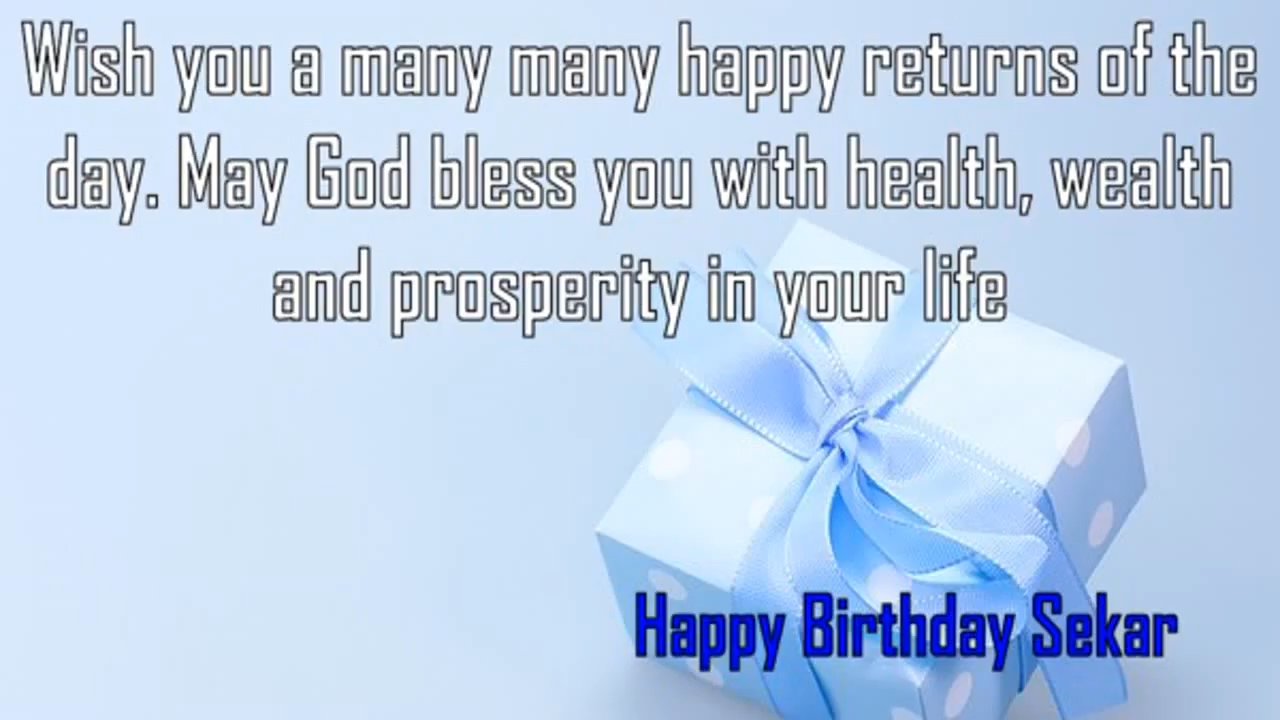 Wish you a many many happy returns of the
day. May God bless you with health, wealth
and prosperity in your life
Happy Birthday Sekar